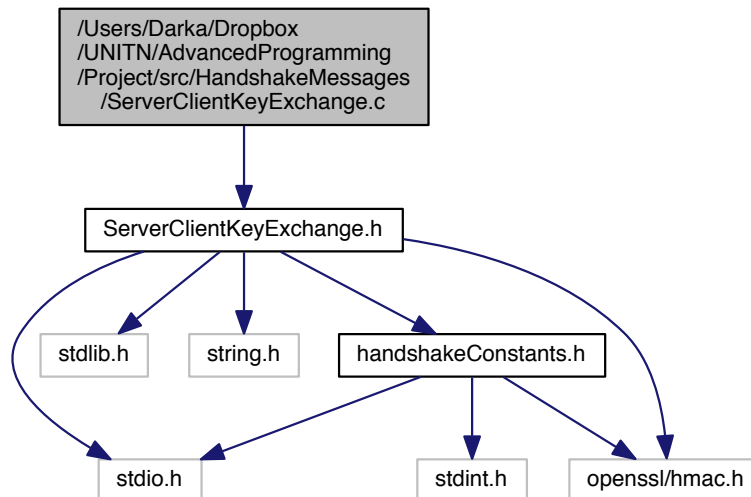 /Users/Darka/Dropbox
/UNITN/AdvancedProgramming
/Project/src/HandshakeMessages
/ServerClientKeyExchange.c
ServerClientKeyExchange.h
stdlib.h
string.h
handshakeConstants.h
stdio.h
stdint.h
openssl/hmac.h